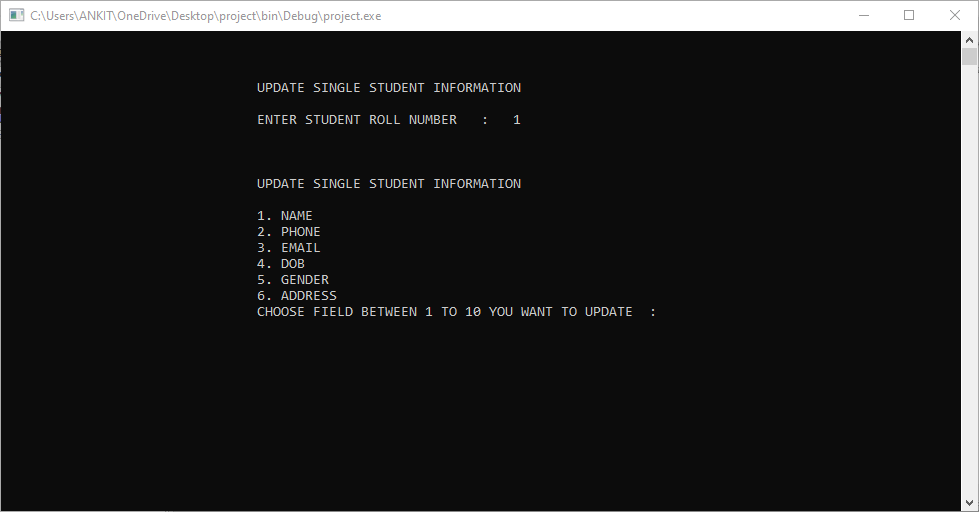 C:\Users\ANKIT\OneDrive\Desktop\project\bin\Debug\project.exe
UPDATE SINGLE STUDENT INFORMATION
ENTER STUDENT ROLL NUMBER : 1
UPDATE SINGLE STUDENT INFORMATION
1. NAME
2. PHONE
3. EMAIL
4. DOB
5. GENDER
6. ADDRESS
CHOOSE FIELD BETWEEN 1 TO 10 YOU WANT TO UPDATE :